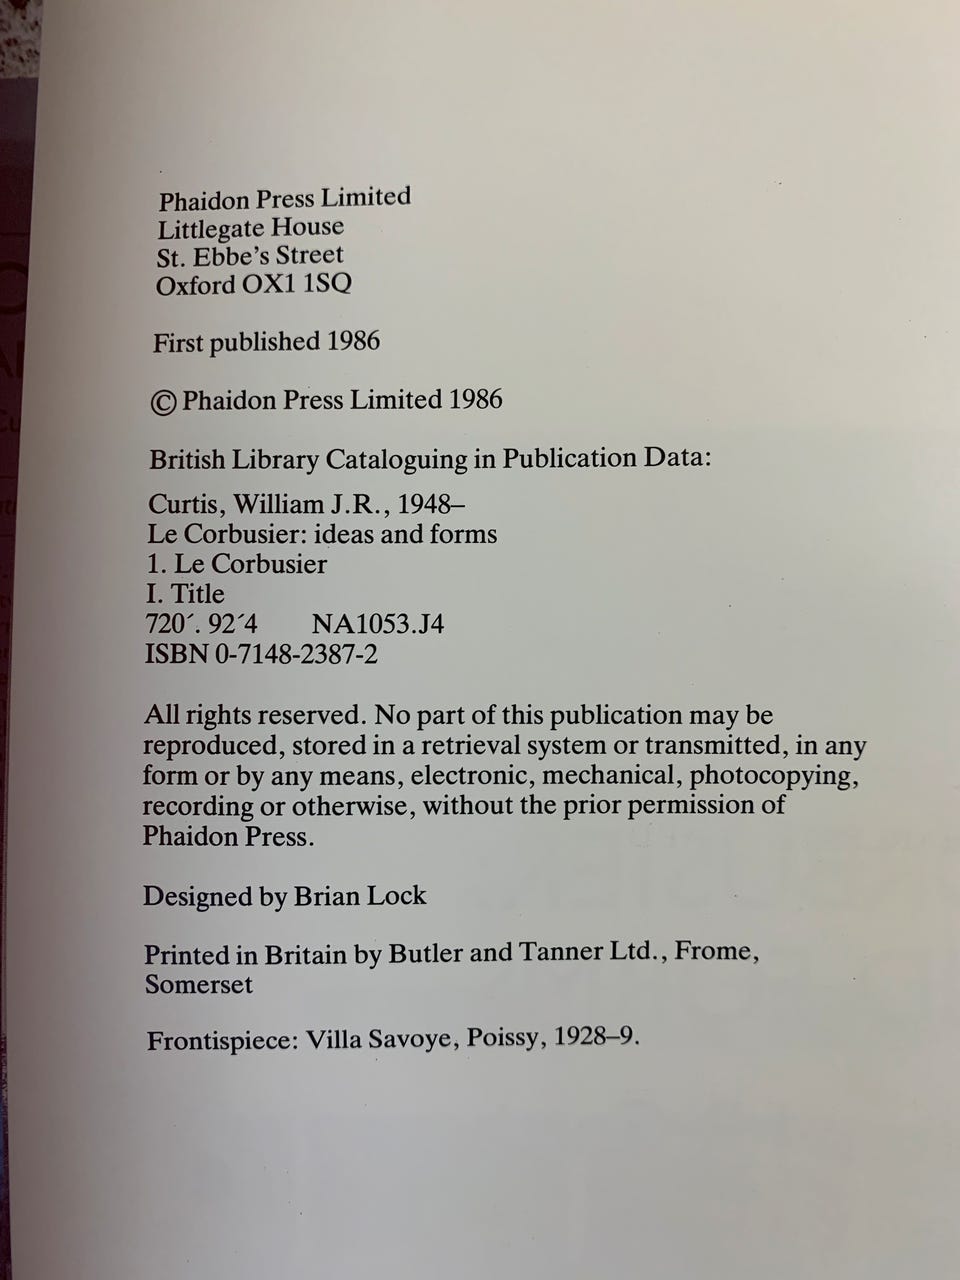 Phaidon Press Limited
Littlegate House
St. Ebbe's Street
Oxford OX1 1SQ
First published 1986
© Phaidon Press Limited 1986
British Library Cataloguing in Publication Data:
Curtis, William J.R., 1948–
Le Corbusier: ideas and forms
1. Le Corbusier
I. Title
720´. 92´4 NA1053.J4
ISBN 0-7148-2387-2
All rights reserved. No part of this publication may be
reproduced, stored in a retrieval system or transmitted, in any
form or by any means, electronic, mechanical, photocopying,
recording or otherwise, without the prior permission of
Phaidon Press.
Designed by Brian Lock
Printed in Britain by Butler and Tanner Ltd., Frome,
Somerset
Frontispiece: Villa Savoye, Poissy, 1928–9.